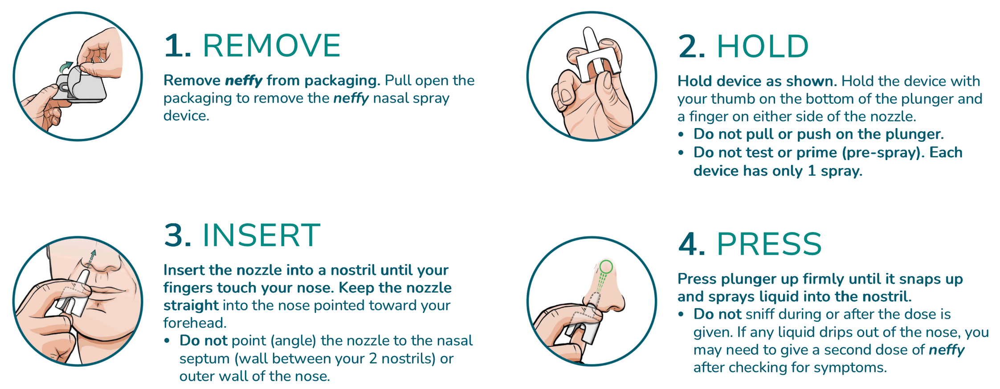 1. REMOVE
Remove neffy from packaging. Pull open the
packaging to remove the neffy nasal spray
device.
2. HOLD
Hold device as shown. Hold the device with
your thumb on the bottom of the plunger and
a finger on either side of the nozzle.
• Do not pull or push on the plunger.
• Do not test or prime (pre-spray). Each
device has only 1 spray.
3. INSERT
Insert the nozzle into a nostril until your
fingers touch your nose. Keep the nozzle
straight into the nose pointed toward your
forehead.
• Do not point (angle) the nozzle to the nasal
septum (wall between your 2 nostrils) or
outer wall of the nose.
4. PRESS
Press plunger up firmly until it snaps up
and sprays liquid into the nostril.
• Do not sniff during or after the dose is
given. If any liquid drips out of the nose, you
may need to give a second dose of neffy
after checking for symptoms.